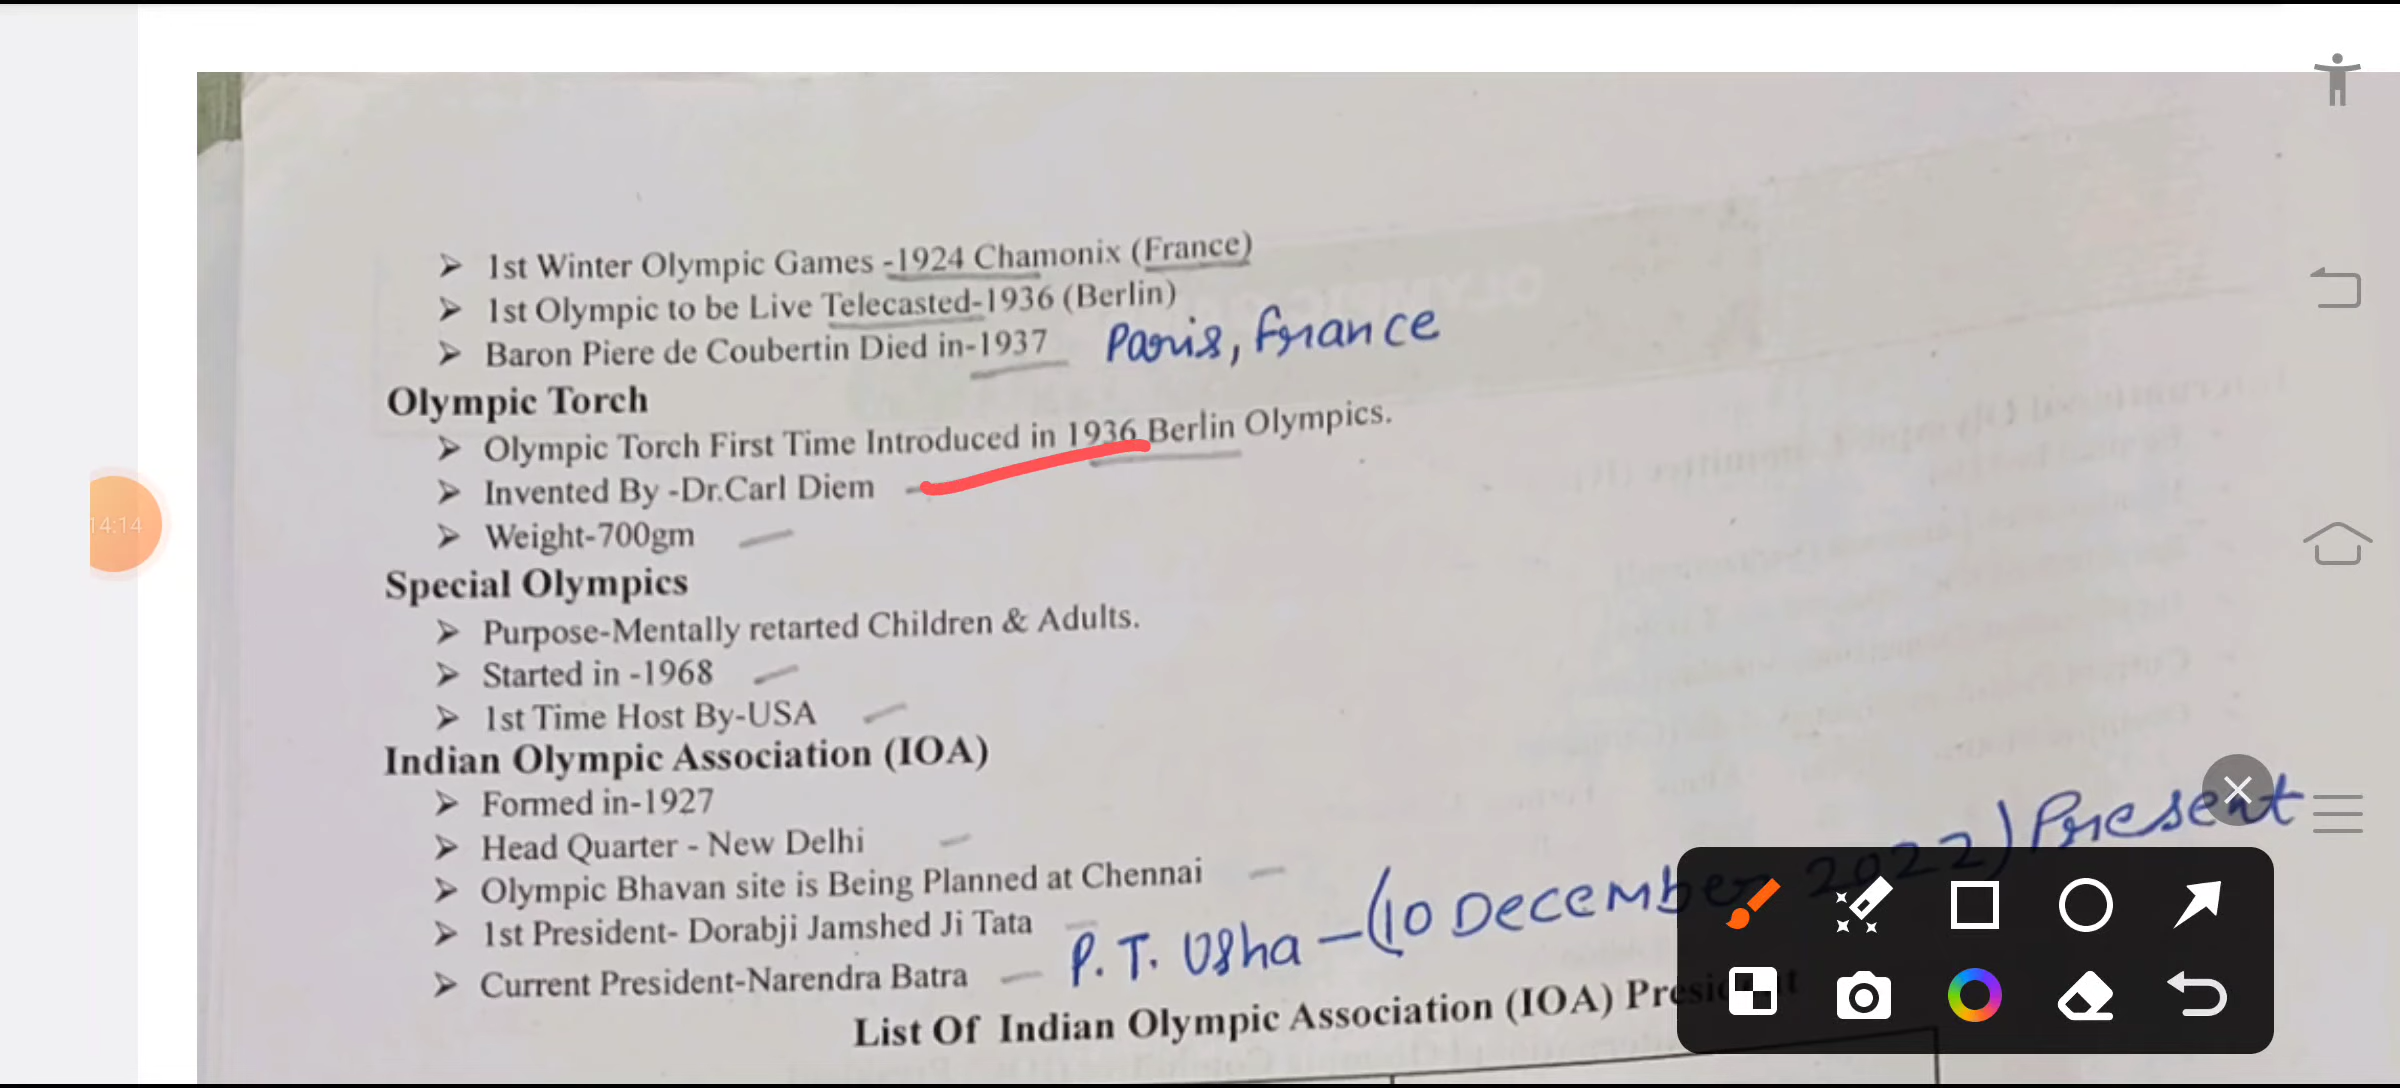 1st Winter Olympic Games -1924 Chamonix (France)
1st Olympic to be Live Telecasted-1936 (Berlin)
Baron Piere de Coubertin Died in-1937 Paris, France
Olympic Torch
Olympic Torch First Time Introduced in 1936 Berlin Olympics.
Invented By -Dr.Carl Diem
Weight-700gm
14:14
Special Olympics
Purpose-Mentally retarted Children & Adults.
Started in -1968
1st Time Host By-USA
Indian Olympic Association (IOA)
Formed in-1927
Head Quarter - New Delhi
Olympic Bhavan site is Being Planned at Chennai
1st President- Dorabji Jamshed Ji Tata
Current President-Narendra Batra P.T. Usha - (10 December 2022) Present
List Of Indian Olympic Association (IOA) President